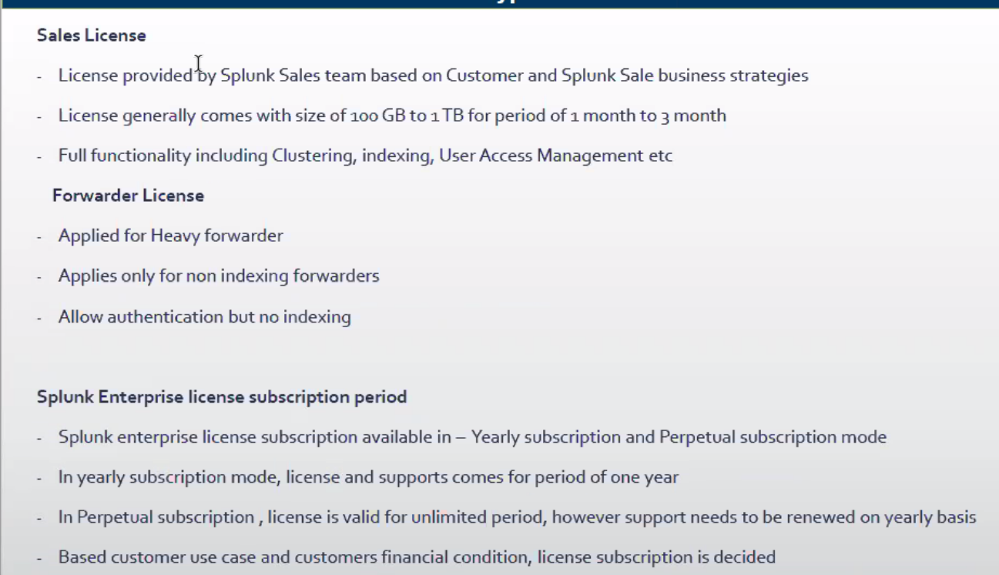 Sales License
- License provided by Splunk Sales team based on Customer and Splunk Sale business strategies
- License generally comes with size of 100 GB to 1 TB for period of 1 month to 3 month
- Full functionality including Clustering, indexing, User Access Management etc
Forwarder License
- Applied for Heavy forwarder
- Applies only for non indexing forwarders
- Allow authentication but no indexing
Splunk Enterprise license subscription period
- Splunk enterprise license subscription available in – Yearly subscription and Perpetual subscription mode
- In yearly subscription mode, license and supports comes for period of one year
- In Perpetual subscription , license is valid for unlimited period, however support needs to be renewed on yearly basis
- Based customer use case and customers financial condition, license subscription is decided